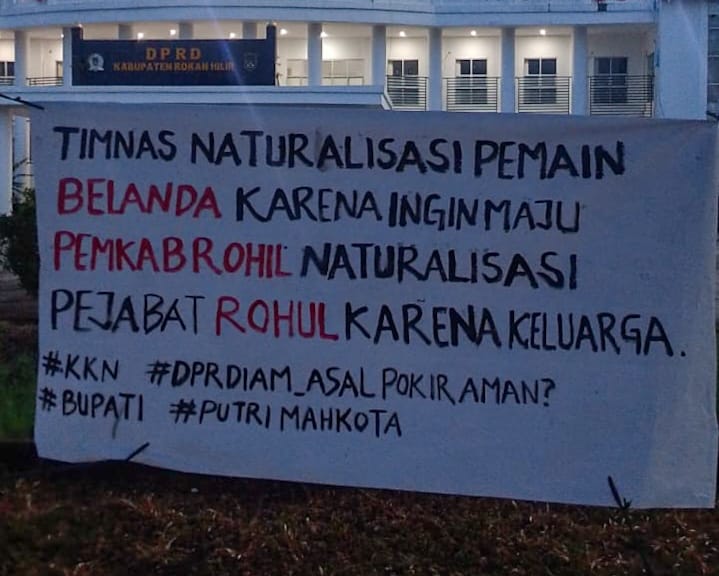 DPRD
KABUPATEN ROKAN HILIR
TIMNAS NATURALISASI PEMAIN
BELANDA KARENA INGIN MAJU
PEMKAB ROHIL NATURALISASI
PEJABAT ROHUL KARENA KELUARGA.
#KKN #DPRDIAM_ASAL POKIR AMAN?
#BUPATI #PUTRI MAHKOTA